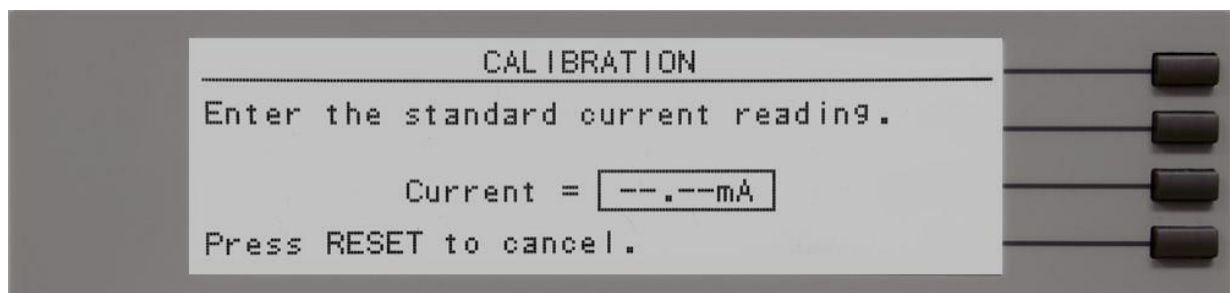 CALIBRATION
Enter the standard current reading.
Current = --.--mA
Press RESET to cancel.